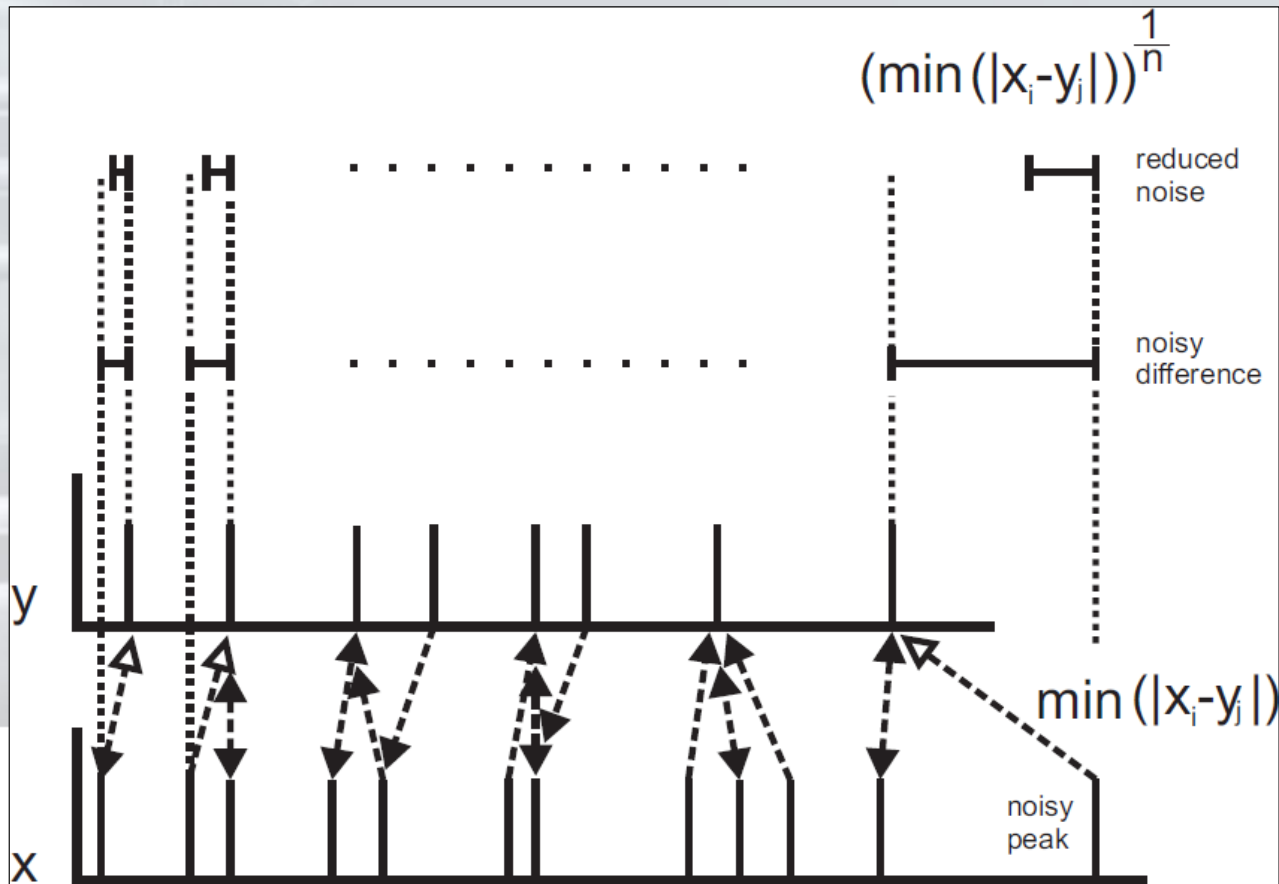 (min (|xᵢ-yⱼ|))^(1/n)
reduced
noise
noisy
difference
y
min (|xᵢ-yⱼ|)
noisy
peak
x